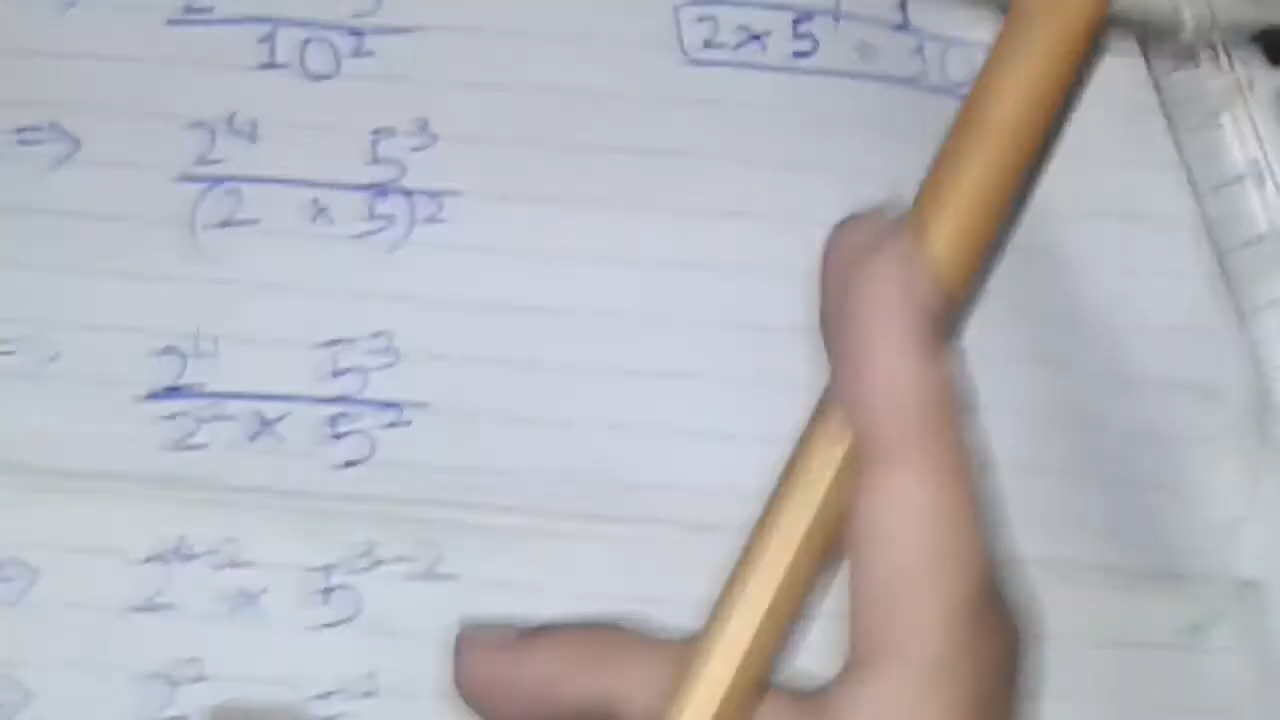 10²
2 × 5
⇒ 2⁴ 5³
(2 × 5)²
2⁴ 5³
2² × 5²
2⁴⁻² × 5³⁻²